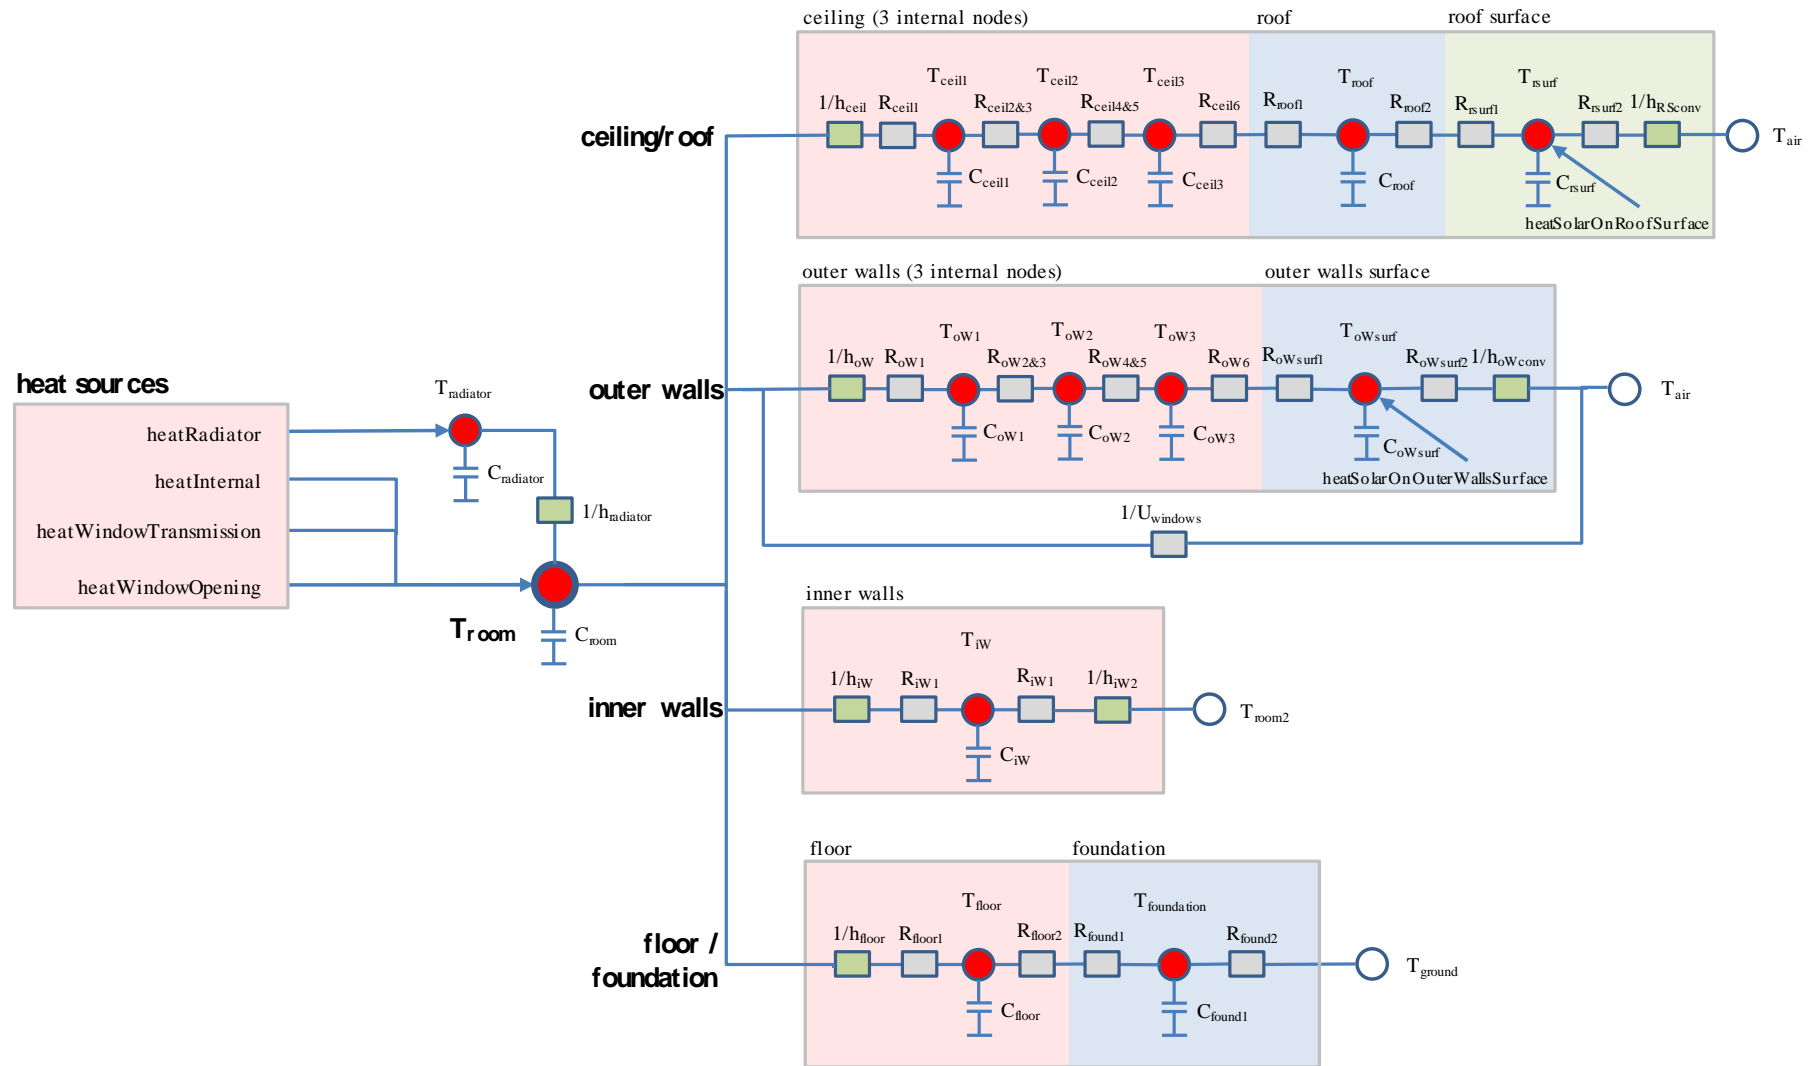 ceiling (3 internal nodes) roof roof surface
T_ceil1 T_ceil2 T_ceil3 T_roof T_rsurf
1/h_ceil R_ceil1 R_ceil2&3 R_ceil4&5 R_ceil6 R_roof1 R_roof2 R_rsurf1 R_rsurf2 1/h_RSconv
ceiling/roof
T_air
C_ceil1 C_ceil2 C_ceil3 C_roof C_rsurf
heatSolarOnRoofSurface
outer walls (3 internal nodes) outer walls surface
T_oW1 T_oW2 T_oW3 T_oWsurf
1/h_oW R_oW1 R_oW2&3 R_oW4&5 R_oW6 R_oWsurf1 R_oWsurf2 1/h_oWconv
outer walls
T_air
C_oW1 C_oW2 C_oW3 C_oWsurf
heatSolarOnOuterWallsSurface
1/U_windows
heat sources
heatRadiator
heatInternal
heatWindowTransmission
heatWindowOpening
T_radiator
C_radiator
1/h_radiator
T_room
C_room
inner walls
T_iW
1/h_iW R_iW1 R_iW1 1/h_iW2
inner walls
T_room2
C_iW
floor foundation
T_floor T_foundation
1/h_floor R_floor1 R_floor2 R_found1 R_found2
floor /
foundation
T_ground
C_floor C_found1